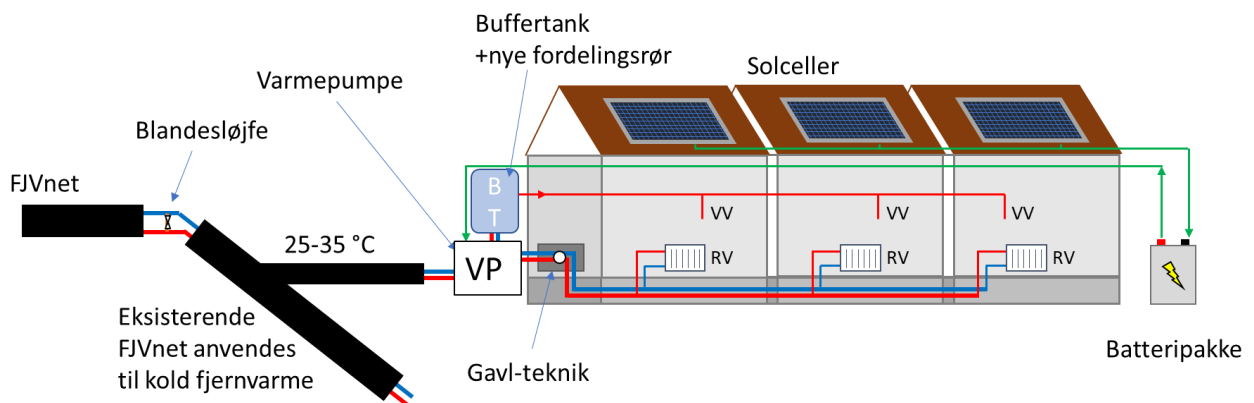 Buffertank
+nye fordelingsrør
Solceller
Varmepumpe
Blandesløjfe
FJVnet
B
T
VV
VV
VV
25-35 °C
VP
RV
RV
RV
Eksisterende
FJVnet anvendes
til kold fjernvarme
Gavl-teknik
Batteripakke